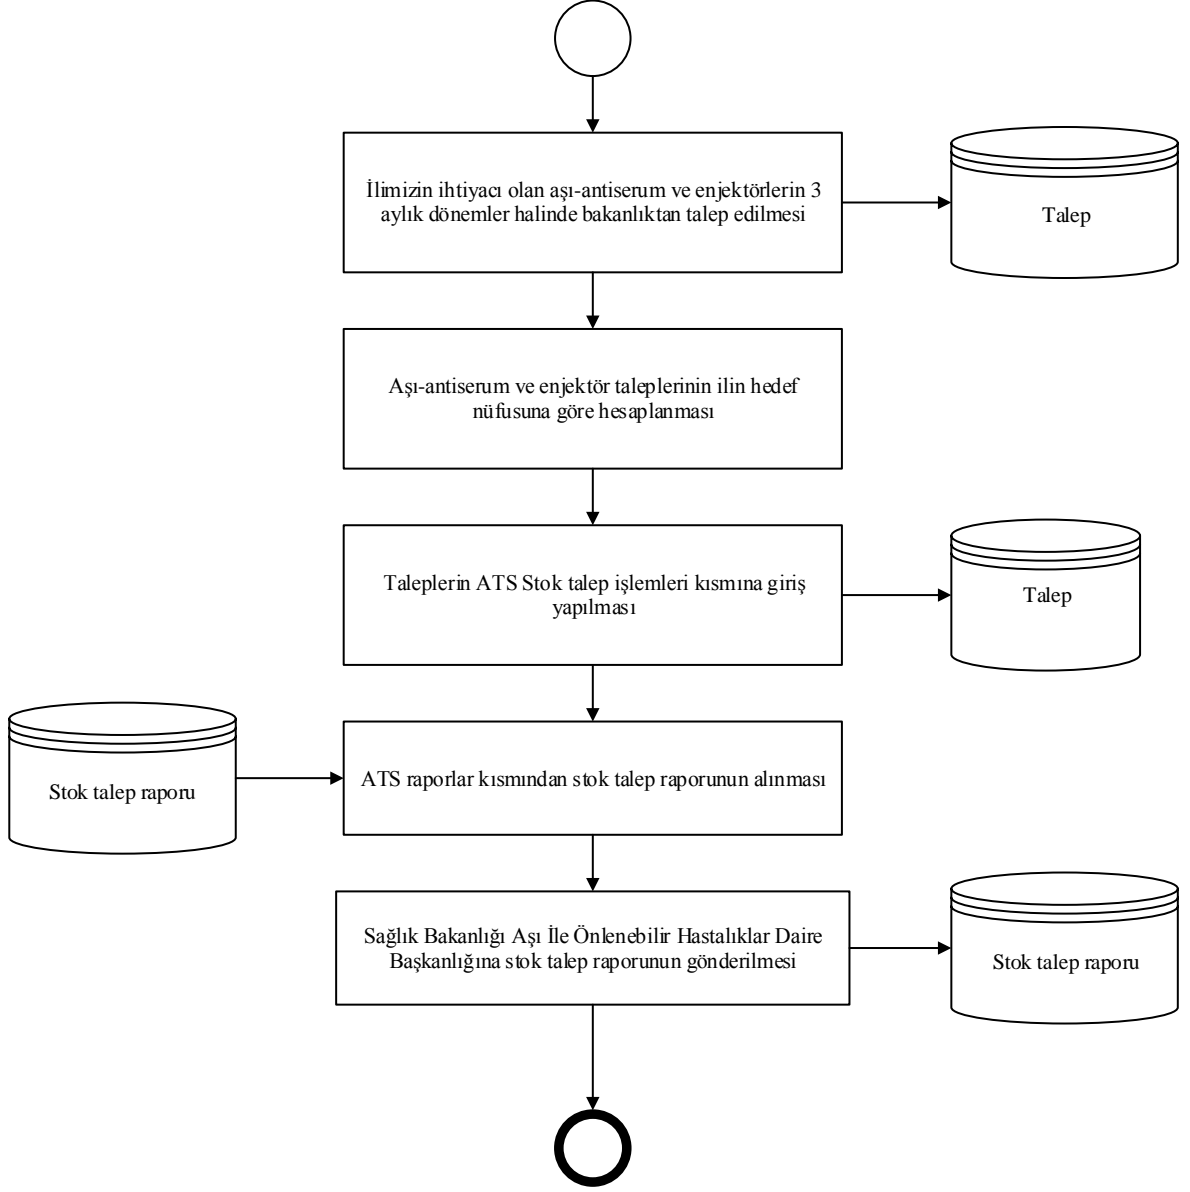 İlimizin ihtiyacı olan aşı-antiserum ve enjektörlerin 3
aylık dönemler halinde bakanlıktan talep edilmesi
Talep
Aşı-antiserum ve enjektör taleplerinin ilin hedef
nüfusuna göre hesaplanması
Taleplerin ATS Stok talep işlemleri kısmına giriş
yapılması
Talep
Stok talep raporu
ATS raporlar kısmından stok talep raporunun alınması
Sağlık Bakanlığı Aşı İle Önlenebilir Hastalıklar Daire
Başkanlığına stok talep raporunun gönderilmesi
Stok talep raporu